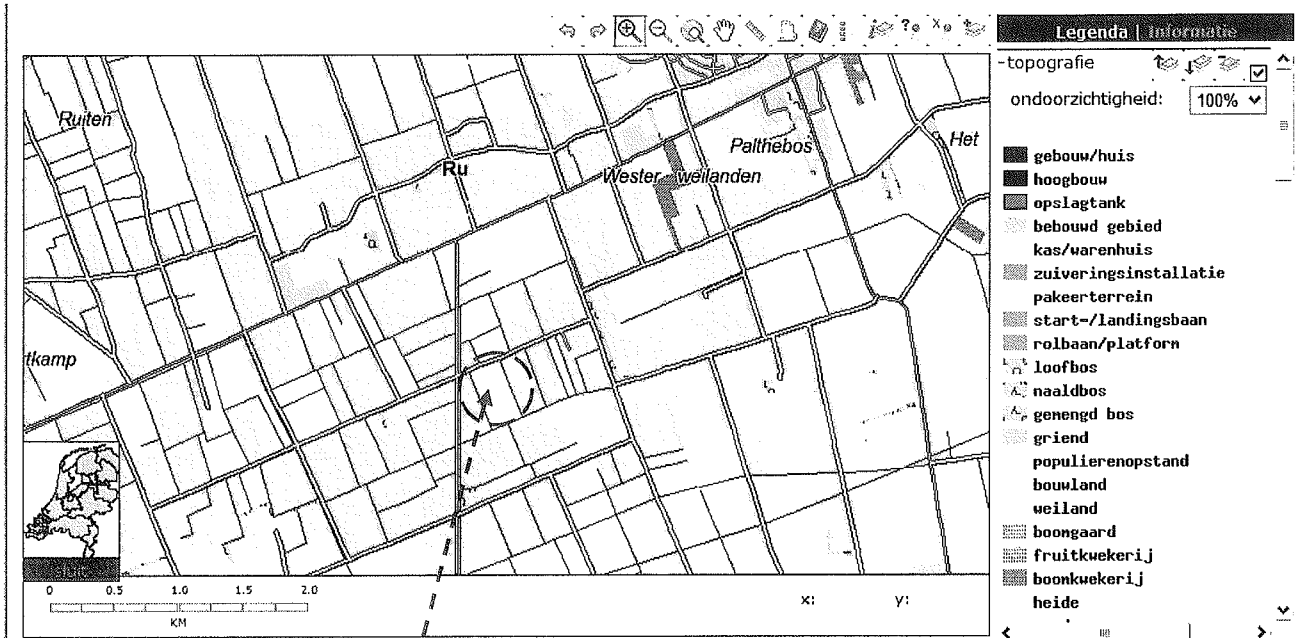 Legenda | Informatie
-topografie
ondoorzichtigheid: 100%
gebouw/huis
hoogbouw
opslagtank
bebouwd gebied
kas/warenhuis
zuiveringsinstallatie
pakeerterrein
start-/landingsbaan
rolbaan/platform
loofbos
naaldbos
gemengd bos
griend
populierenopstand
bouwland
weiland
boomgaard
fruitkwekerij
boomkwekerij
heide
Ruiten
Ru
Palthebos
Het
Wester weilanden
tkamp
0 0.5 1.0 1.5 2.0
KM
x: y: